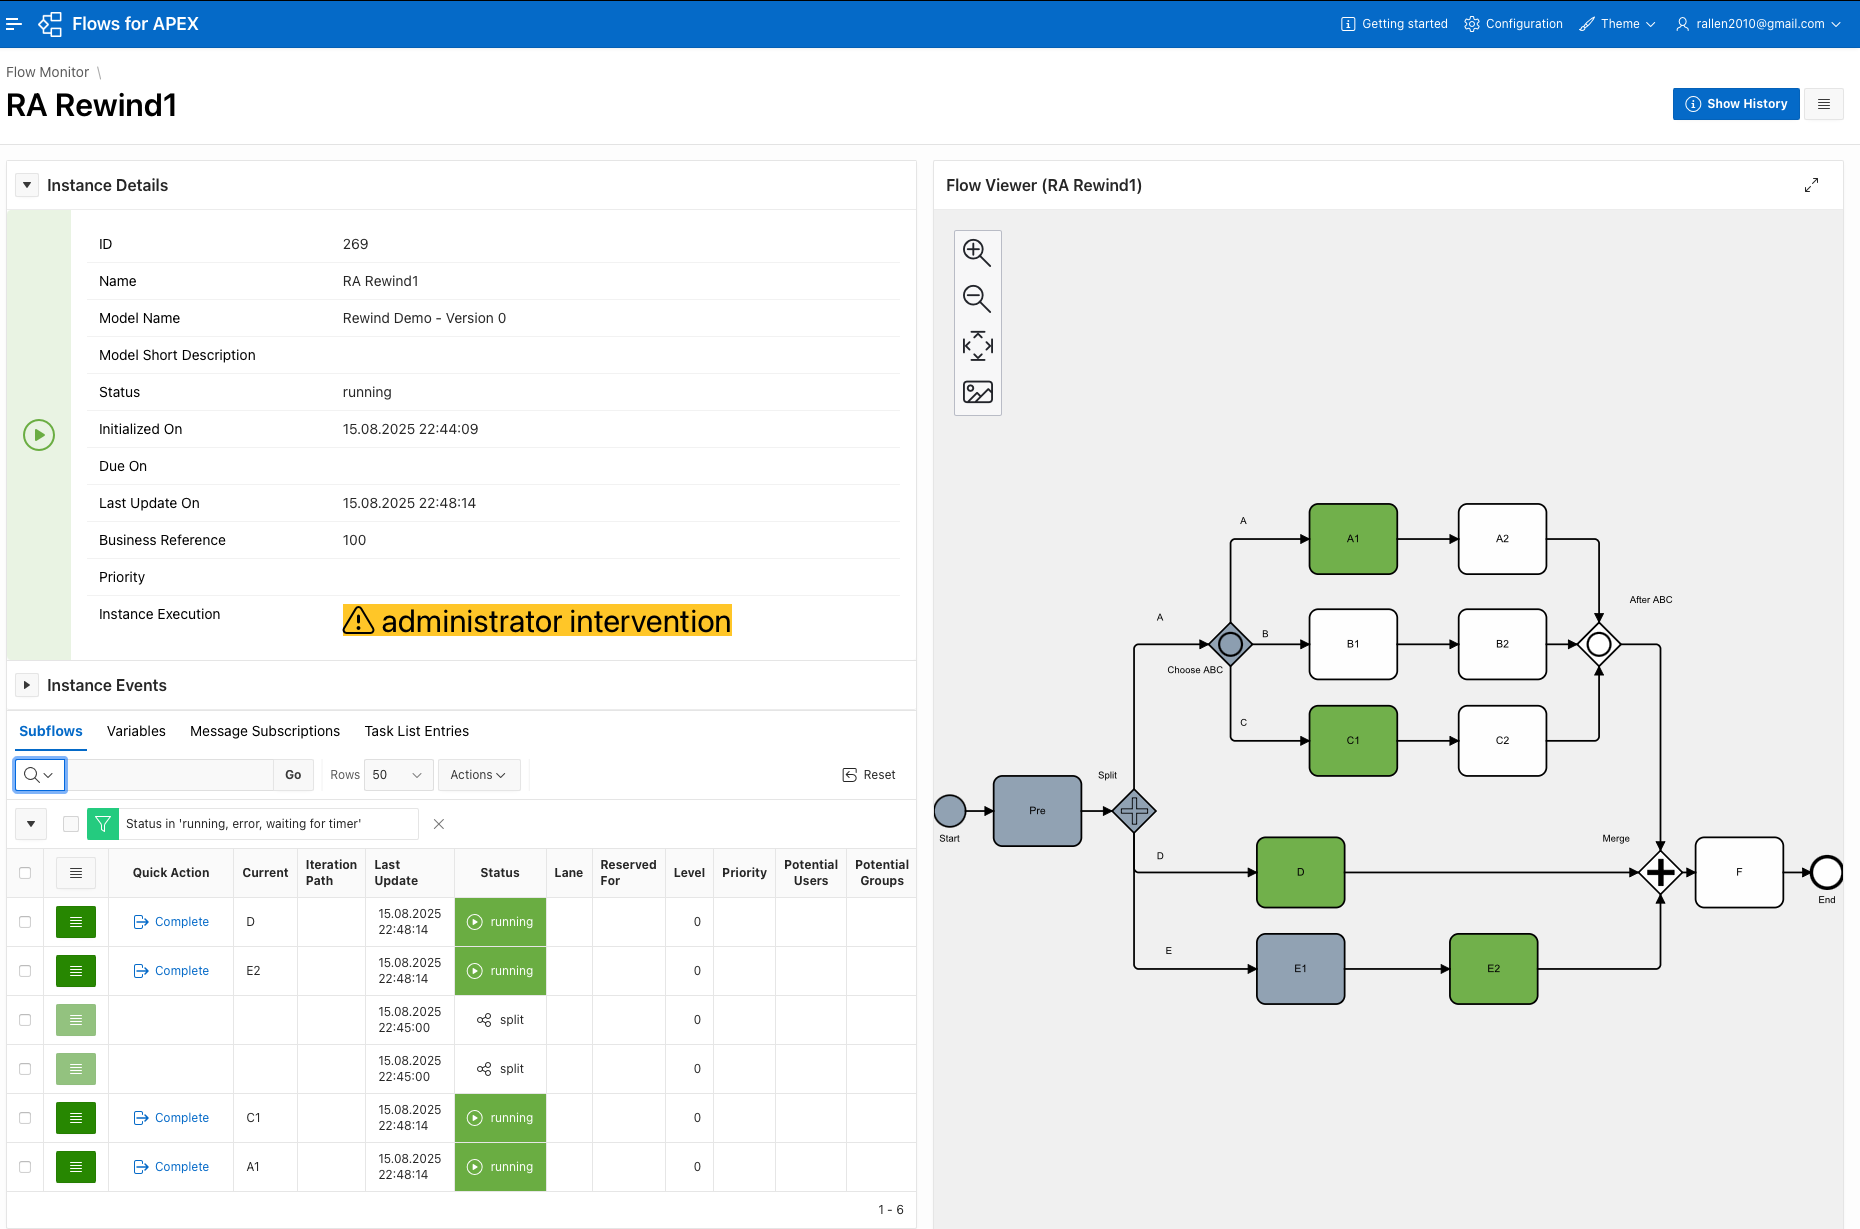 Flows for APEX
Getting started
Configuration
Theme
rallen2010@gmail.com
Flow Monitor \
RA Rewind1
Show History
Instance Details
ID 269
Name RA Rewind1
Model Name Rewind Demo - Version 0
Model Short Description
Status running
Initialized On 15.08.2025 22:44:09
Due On
Last Update On 15.08.2025 22:48:14
Business Reference 100
Priority
Instance Execution administrator intervention
Instance Events
Subflows Variables Message Subscriptions Task List Entries
Go Rows 50 Actions Reset
Status in 'running, error, waiting for timer'
Quick Action Current Iteration Path Last Update Status Lane Reserved For Level Priority Potential Users Potential Groups
Complete D 15.08.2025 22:48:14 running 0
Complete E2 15.08.2025 22:48:14 running 0
15.08.2025 22:45:00 split 0
15.08.2025 22:45:00 split 0
Complete C1 15.08.2025 22:48:14 running 0
Complete A1 15.08.2025 22:48:14 running 0
1 - 6
Flow Viewer (RA Rewind1)
A
A1
A2
After ABC
A
B
B1
B2
Choose ABC
C
C1
C2
Split
Pre
Start
Merge
D
D
F
End
E
E1
E2